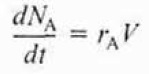 dN_A/dt = r_A V